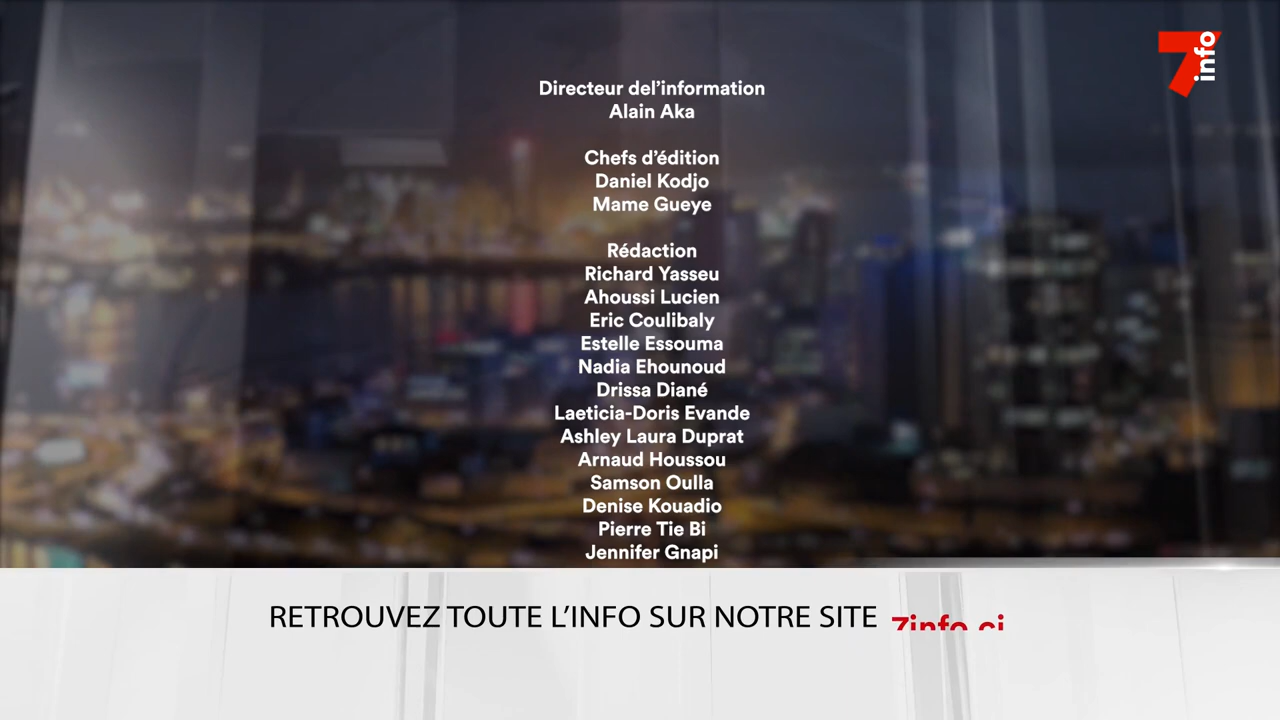 7info
Directeur del’information
Alain Aka
Chefs d’édition
Daniel Kodjo
Mame Gueye
Rédaction
Richard Yasseu
Ahoussi Lucien
Eric Coulibaly
Estelle Essouma
Nadia Ehounoud
Drissa Diané
Laeticia-Doris Evande
Ashley Laura Duprat
Arnaud Houssou
Samson Oulla
Denise Kouadio
Pierre Tie Bi
Jennifer Gnapi
RETROUVEZ TOUTE L’INFO SUR NOTRE SITE 7info.ci